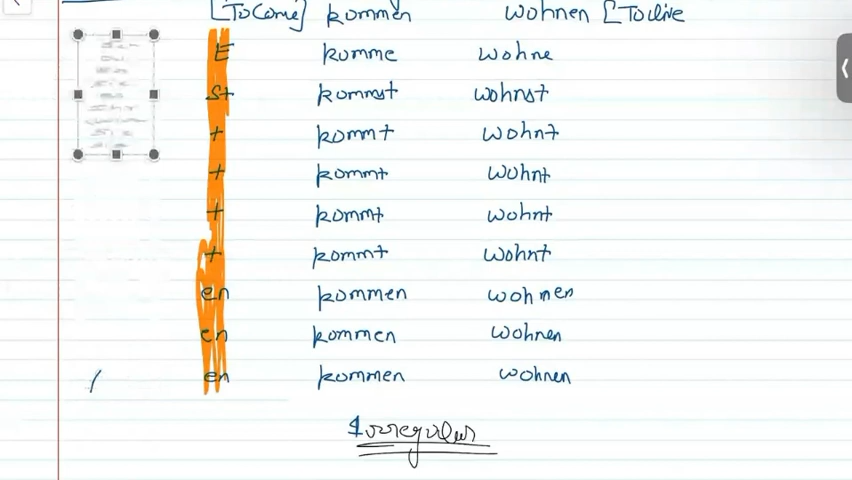 [To Come] kommen wohnen [To live
E komme wohne
st kommst wohnst
t kommt wohnt
t kommt wohnt
t kommt wohnt
t kommt wohnt
en kommen wohnen
en kommen wohnen
en kommen wohnen
Irregular